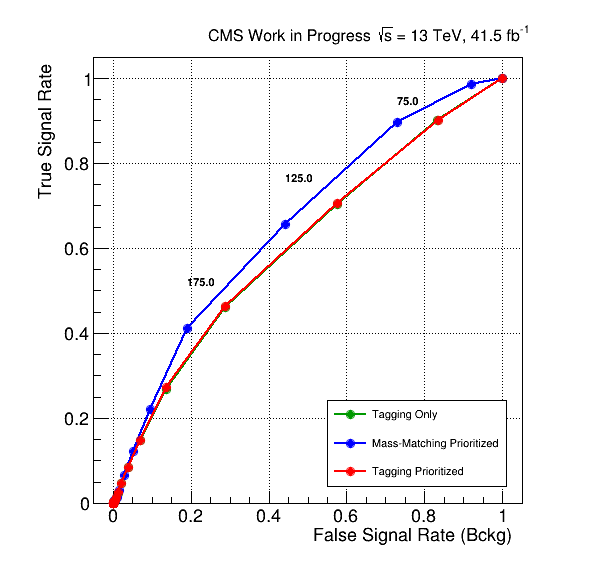 CMS Work in Progress √s = 13 TeV, 41.5 fb⁻¹
True Signal Rate
1
0.8
0.6
0.4
0.2
0
75.0
125.0
175.0
Tagging Only
Mass-Matching Prioritized
Tagging Prioritized
0 0.2 0.4 0.6 0.8 1
False Signal Rate (Bckg)